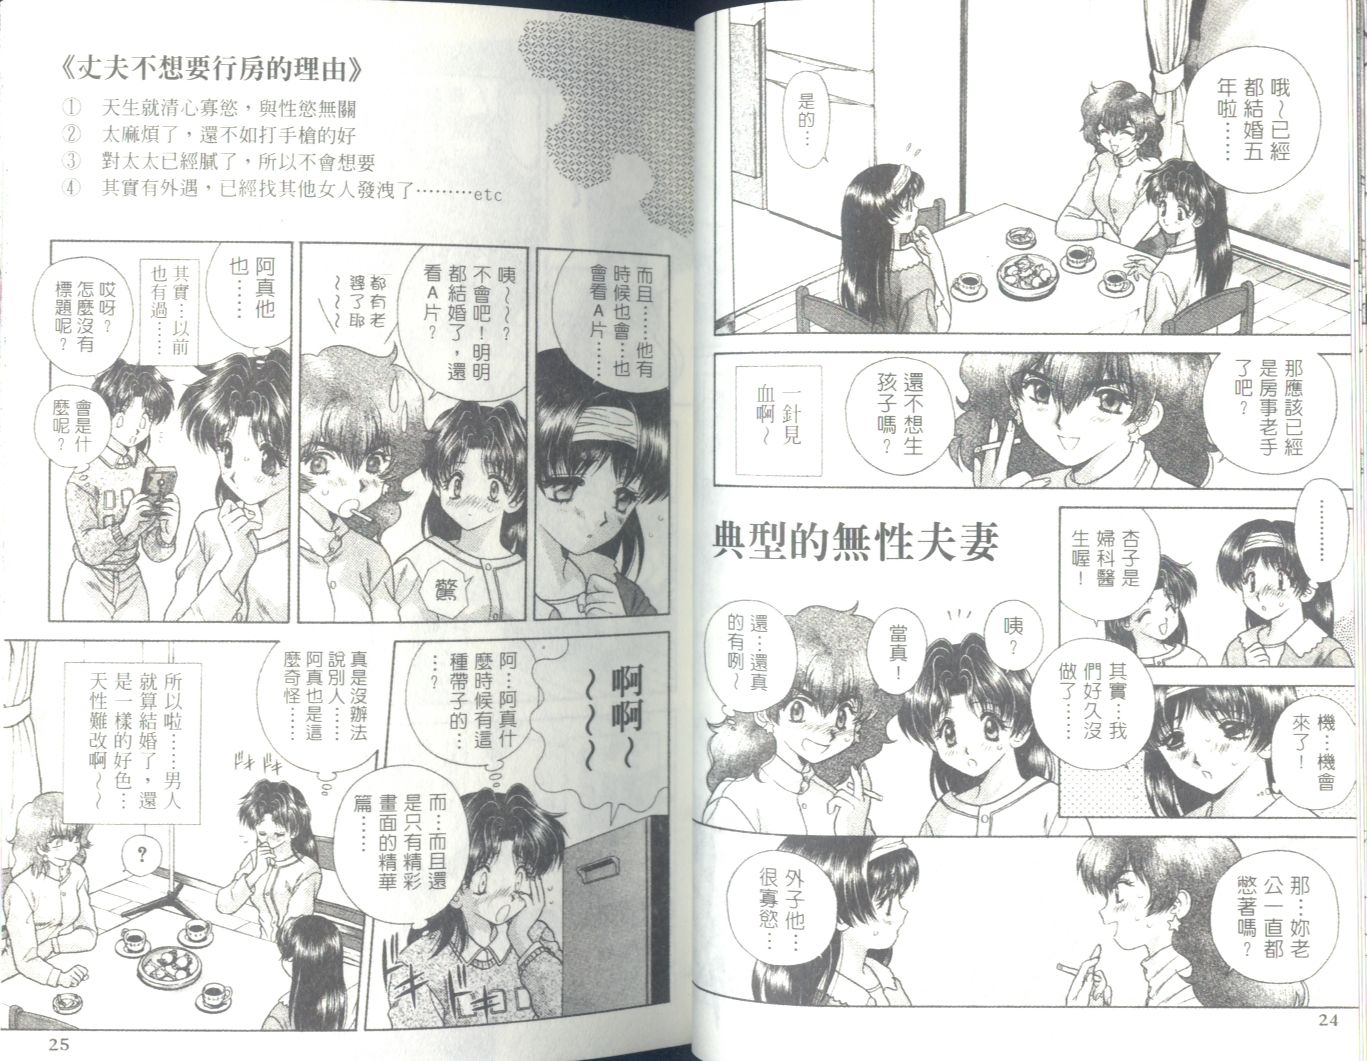 哦～已經
都結婚五
年啦……
是的…
那應該已經
是房事老手
了吧？
還不想生
孩子嗎？
一針見
血啊～
………
杏子是
婦科醫
生喔！
機…機會
來了！
其實…我
們好久沒
做了……
典型的無性夫妻
咦？
當真！
還…還真
的有咧～
那…妳老
公一直都
憋著嗎？
外子他…
很寡慾…
24
《丈夫不想要行房的理由》
① 天生就清心寡慾，與性慾無關
② 太麻煩了，還不如打手槍的好
③ 對太太已經膩了，所以不會想要
④ 其實有外遇，已經找其他女人發洩了………etc
而且……他有
時候也會…也
會看A片……
咦～～？
不會吧！明明
都結婚了，還
看A片？
都有老
婆了耶
～～～～
驚
阿真他
也……
其實…以前
也有過……
哎呀？
怎麼沒有
標題呢？
會是什
麼呢？
啊啊
～～～～
阿…阿真什
麼時候有這
種帶子的…
…？
而…而且還
是只有精彩
畫面的精華
篇……
ドキドキ
真是沒辦法
說別人……
阿真也是這
麼奇怪……
ドキドキ
所以啦……男人
就算結婚了，還
是一樣的好色…
天性難改啊～～
？
25